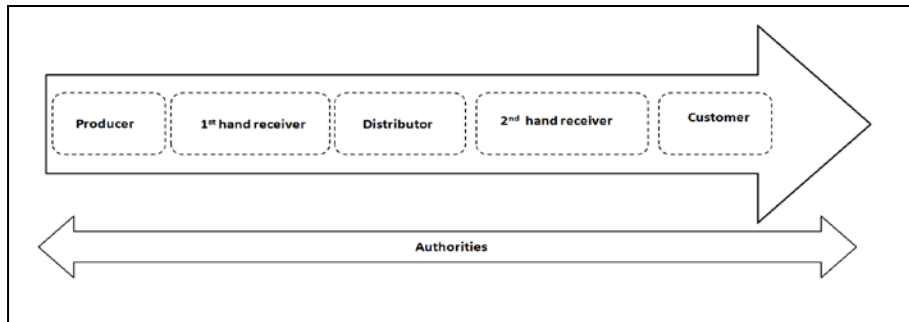 Producer
1st hand receiver
Distributor
2nd hand receiver
Customer
Authorities